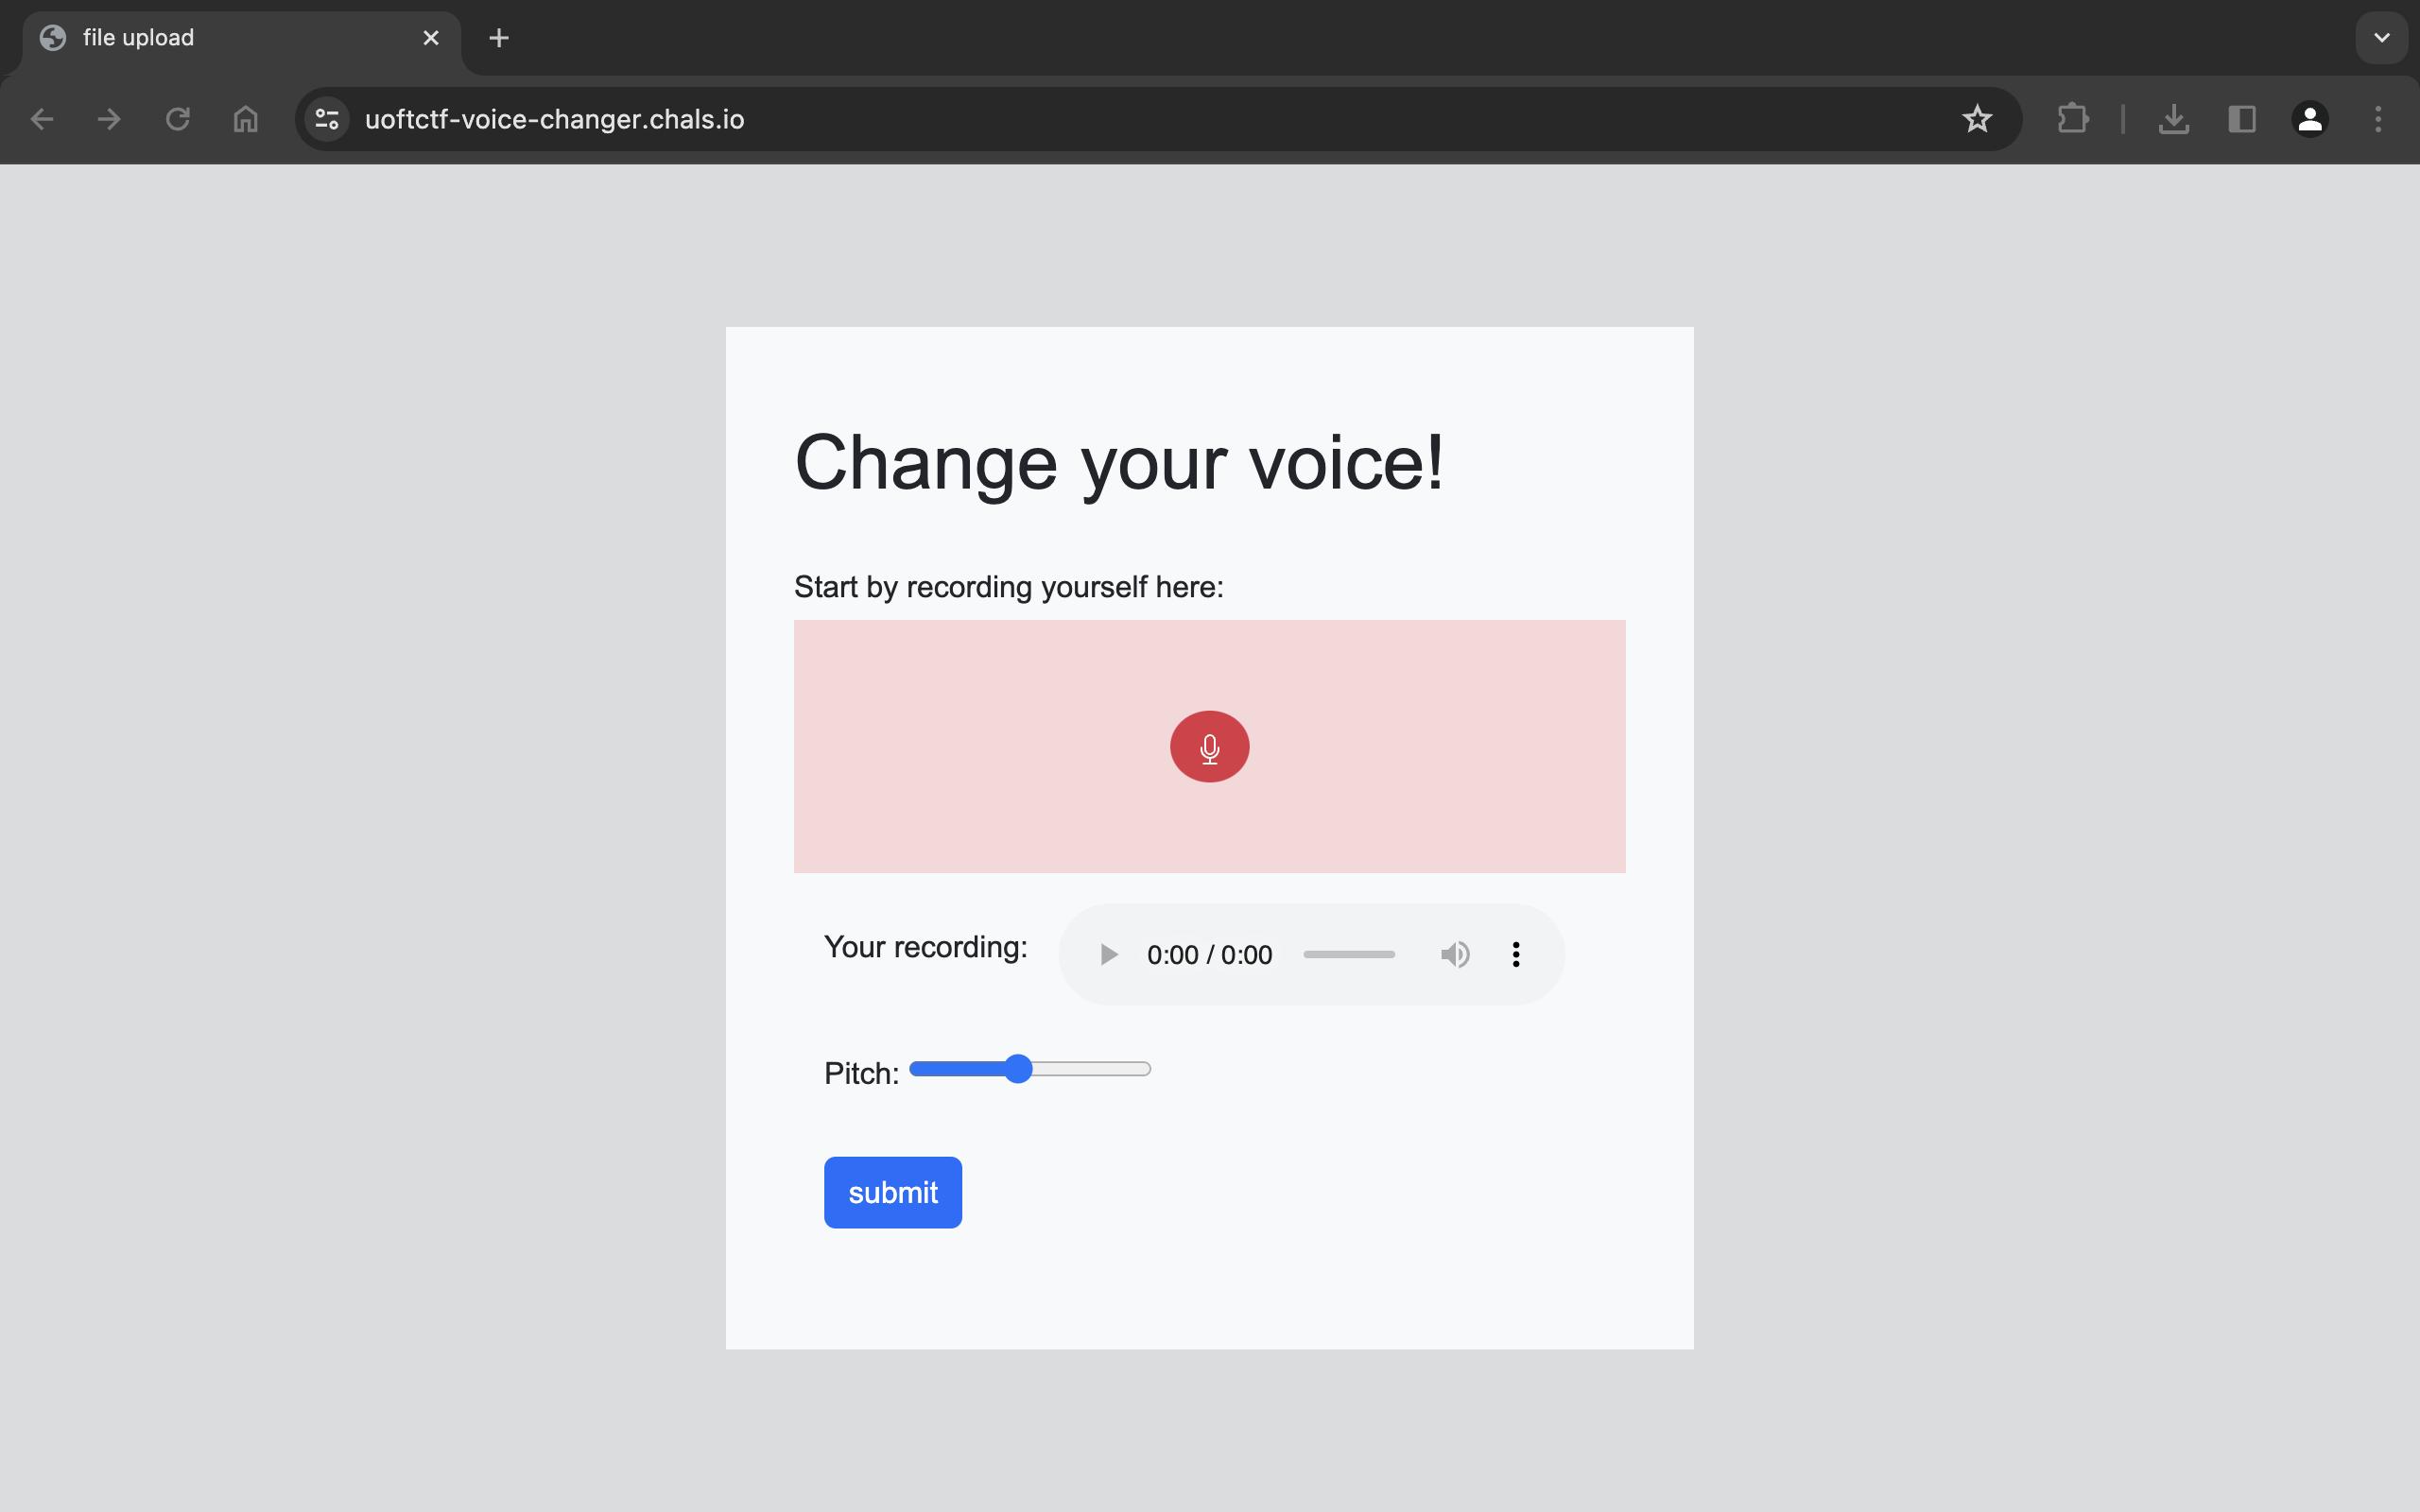 file upload
uoftctf-voice-changer.chals.io
Change your voice!
Start by recording yourself here:
Your recording:
0:00 / 0:00
Pitch:
submit